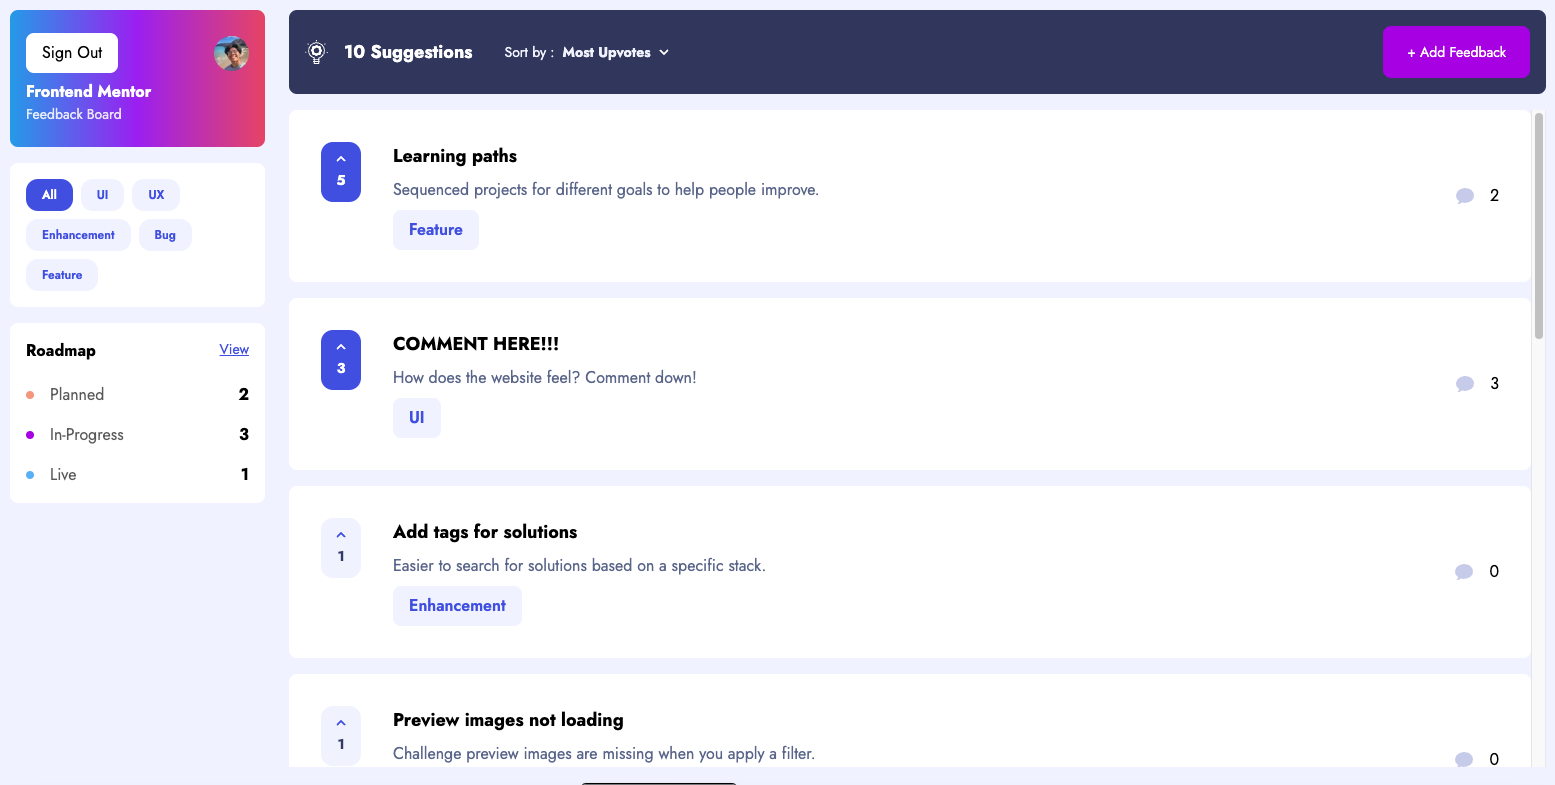 Sign Out
Frontend Mentor
Feedback Board
All UI UX
Enhancement Bug
Feature
Roadmap View
Planned 2
In-Progress 3
Live 1
10 Suggestions Sort by : Most Upvotes + Add Feedback
Learning paths
5
Sequenced projects for different goals to help people improve.
2
Feature
COMMENT HERE!!!
3
How does the website feel? Comment down!
3
UI
Add tags for solutions
1
Easier to search for solutions based on a specific stack.
0
Enhancement
Preview images not loading
1
Challenge preview images are missing when you apply a filter.
0